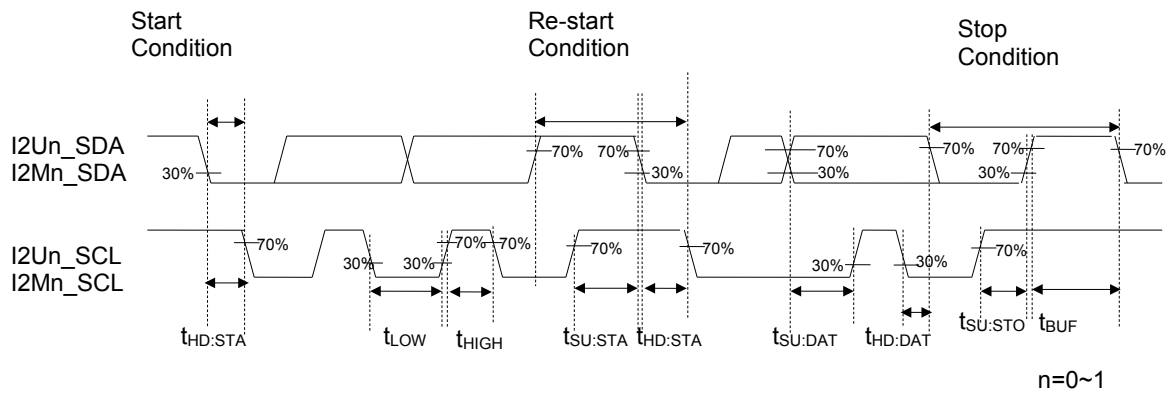 Start
Condition
Re-start
Condition
Stop
Condition
I2Un_SDA
I2Mn_SDA
30%
70%
70%
30%
70%
30%
70%
70%
30%
70%
I2Un_SCL
I2Mn_SCL
70%
30%
30%
70%
70%
70%
70%
30%
30%
70%
tHD:STA
tLOW
tHIGH
tSU:STA
tHD:STA
tSU:DAT
tHD:DAT
tSU:STO
tBUF
n=0~1